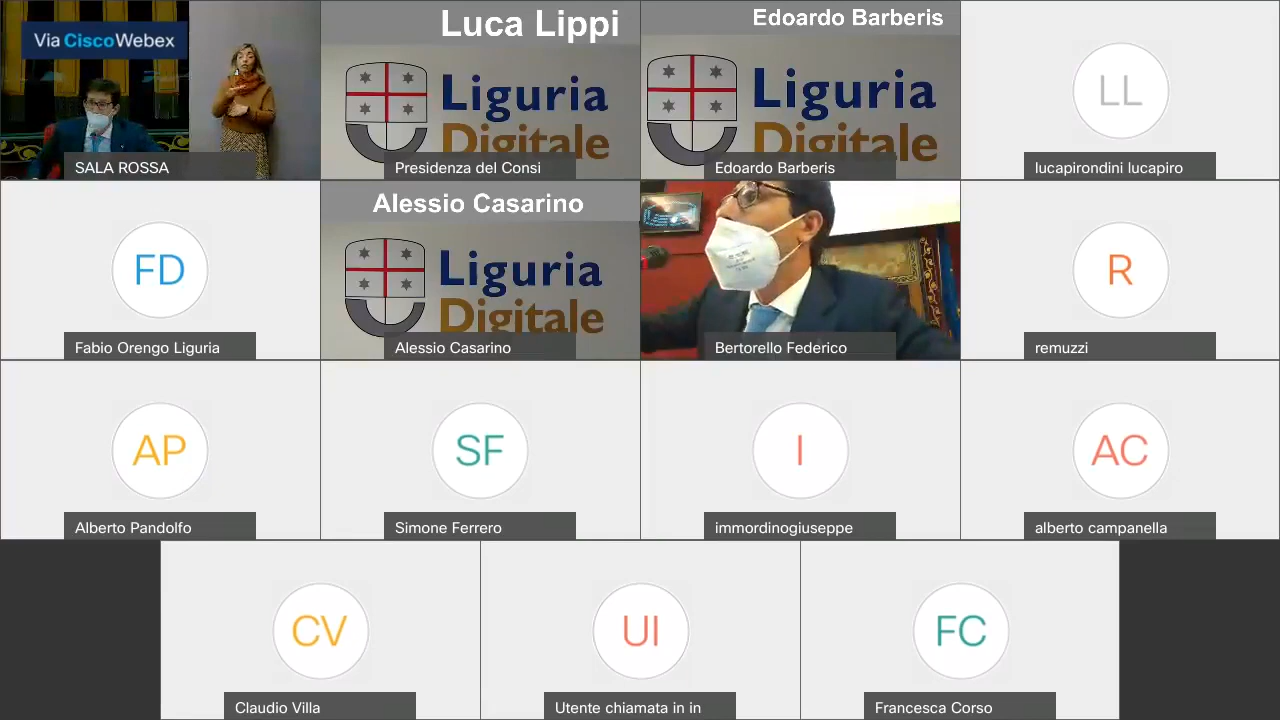 Via Cisco Webex
SALA ROSSA
Luca Lippi
Liguria
Digitale
Presidenza del Consi
Edoardo Barberis
Liguria
Digitale
Edoardo Barberis
LL
lucapirondini lucapiro
FD
Fabio Orengo Liguria
Alessio Casarino
Liguria
Digitale
Alessio Casarino
Bertorello Federico
R
remuzzi
AP
Alberto Pandolfo
SF
Simone Ferrero
I
immordinogiuseppe
AC
alberto campanella
CV
Claudio Villa
UI
Utente chiamata in in
FC
Francesca Corso